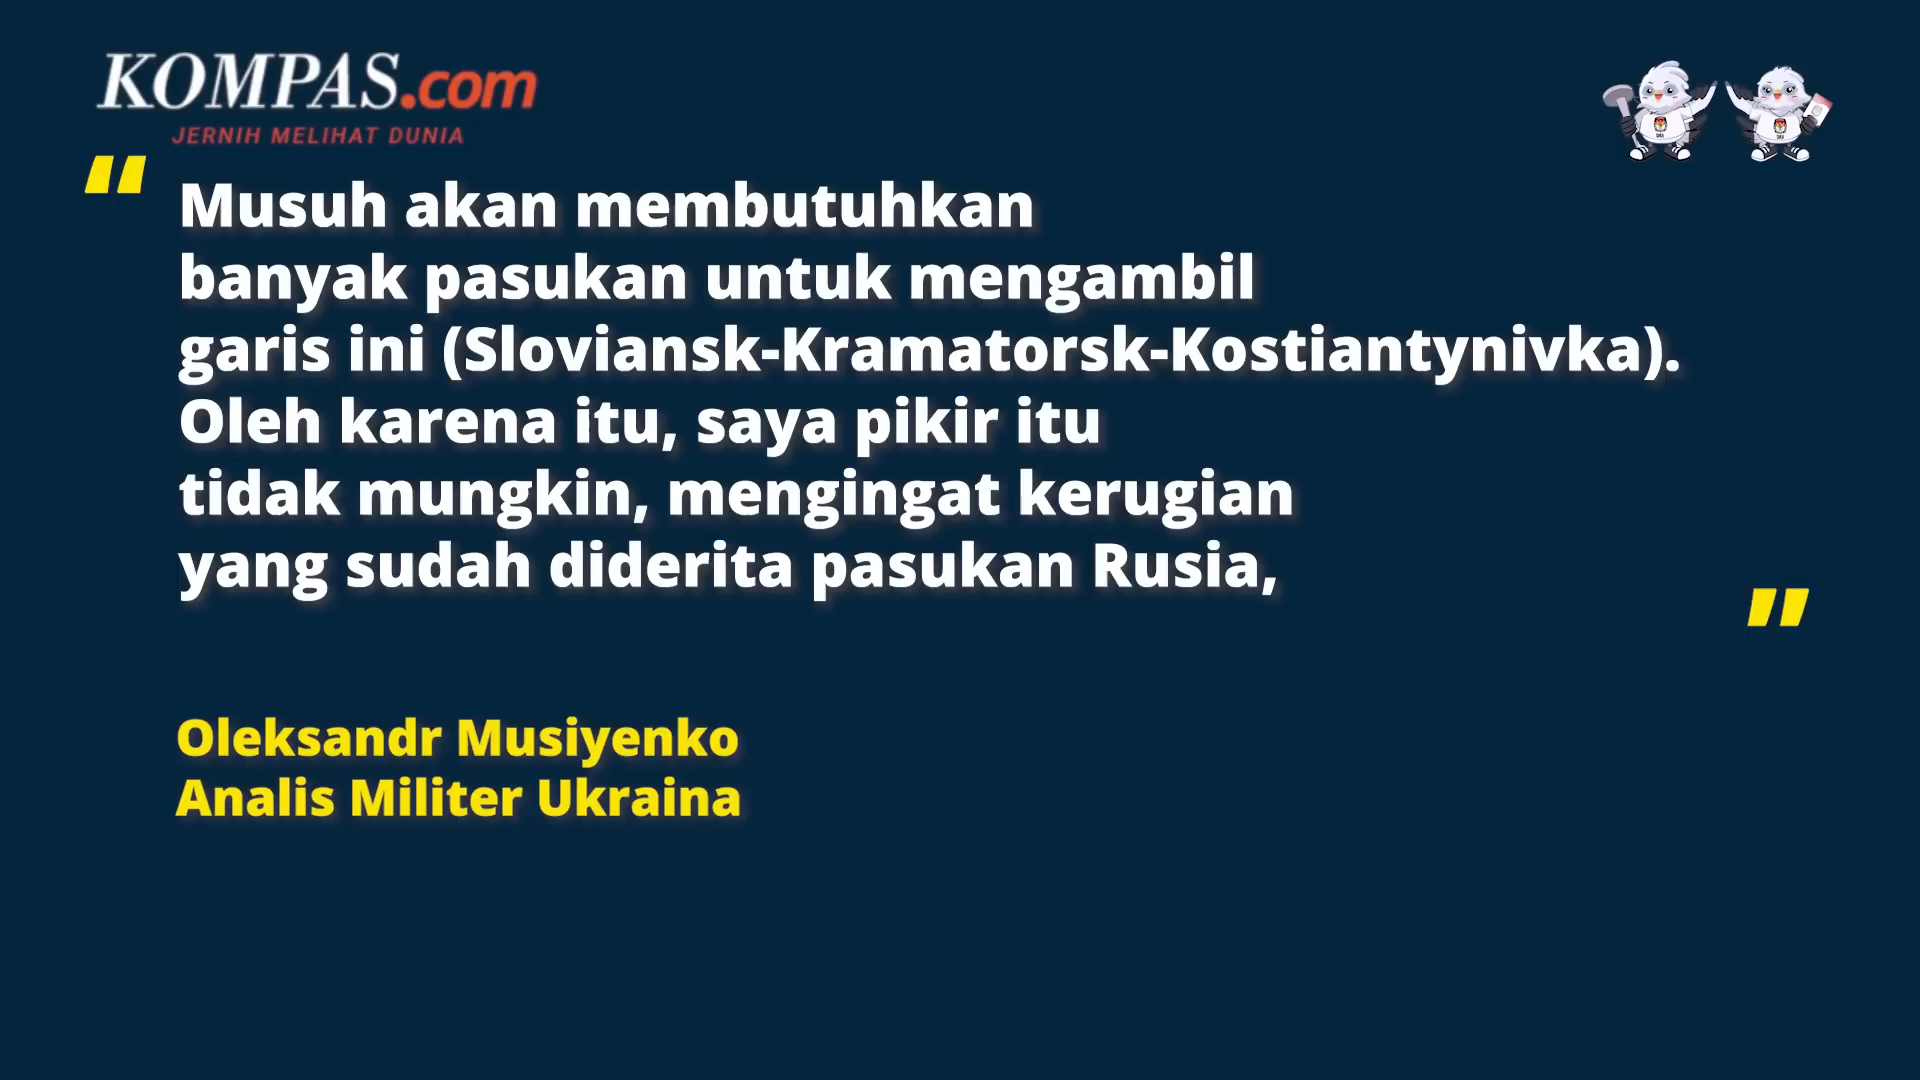 KOMPAS.com
JERNIH MELIHAT DUNIA
“
Musuh akan membutuhkan
banyak pasukan untuk mengambil
garis ini (Sloviansk-Kramatorsk-Kostiantynivka).
Oleh karena itu, saya pikir itu
tidak mungkin, mengingat kerugian
yang sudah diderita pasukan Rusia,
”
Oleksandr Musiyenko
Analis Militer Ukraina